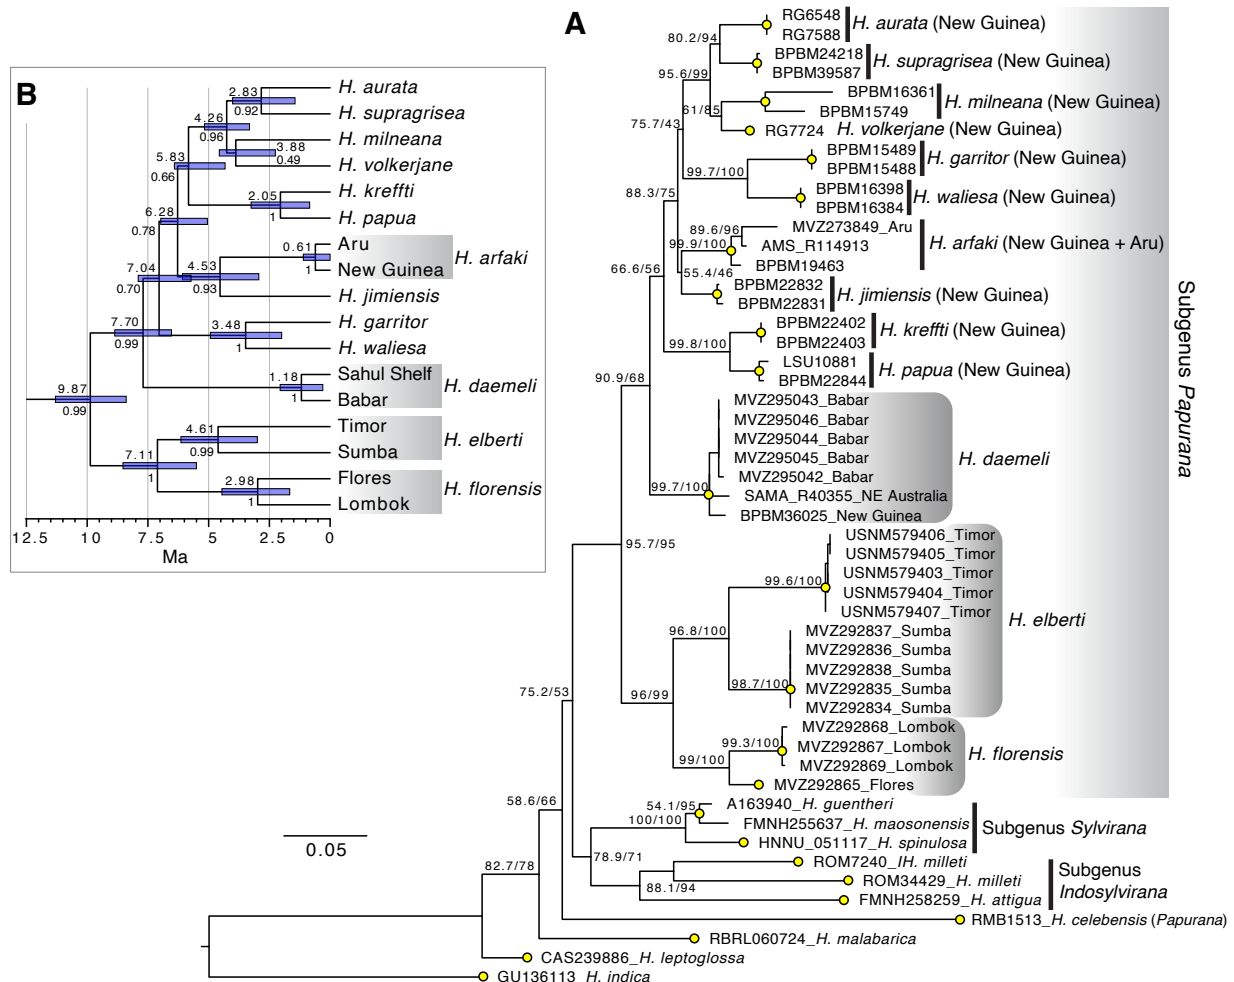 A
RG6548
RG7588
H. aurata (New Guinea)
80.2/94
BPBM24218
BPBM39587
H. supragrisea (New Guinea)
95.6/99
BPBM16361
BPBM15749
H. milneana (New Guinea)
61/85
RG7724 H. volkerjane (New Guinea)
75.7/43
BPBM15489
BPBM15488
H. garritor (New Guinea)
99.7/100
BPBM16398
BPBM16384
H. waliesa (New Guinea)
88.3/75
89.6/96
MVZ273849_Aru
AMS_R114913
BPBM19463
H. arfaki (New Guinea + Aru)
99.9/100
55.4/46
BPBM22832
BPBM22831
H. jimiensis (New Guinea)
66.6/56
BPBM22402
BPBM22403
H. kreffti (New Guinea)
99.8/100
LSU10881
BPBM22844
H. papua (New Guinea)
90.9/68
MVZ295043_Babar
MVZ295046_Babar
MVZ295044_Babar
MVZ295045_Babar
MVZ295042_Babar
H. daemeli
99.7/100
SAMA_R40355_NE Australia
BPBM36025_New Guinea
95.7/95
USNM579406_Timor
USNM579405_Timor
USNM579403_Timor
99.6/100
USNM579404_Timor
USNM579407_Timor
H. elberti
96.8/100
MVZ292837_Sumba
MVZ292836_Sumba
MVZ292838_Sumba
98.7/100
MVZ292835_Sumba
MVZ292834_Sumba
96/99
MVZ292868_Lombok
99.3/100
MVZ292867_Lombok
MVZ292869_Lombok
H. florensis
99/100
MVZ292865_Flores
Subgenus Papurana
75.2/53
58.6/66
54.1/95
A163940_H. guentheri
100/100
FMNH255637_H. maosonensis
HNNU_051117_H. spinulosa
Subgenus Sylvirana
78.9/71
ROM7240_IH. milleti
ROM34429_H. milleti
88.1/94
FMNH258259_H. attigua
Subgenus
Indosylvirana
82.7/78
RMB1513_H. celebensis (Papurana)
RBRL060724_H. malabarica
CAS239886_H. leptoglossa
GU136113_H. indica
0.05
B
H. aurata
2.83
0.92
H. supragrisea
4.26
0.96
H. milneana
3.88
0.49
H. volkerjane
5.83
0.66
H. kreffti
2.05
1
H. papua
6.28
0.78
Aru
0.61
1
New Guinea
H. arfaki
7.04
0.70
4.53
0.93
H. jimiensis
7.70
0.99
H. garritor
3.48
1
H. waliesa
Sahul Shelf
1.18
1
Babar
H. daemeli
9.87
0.99
Timor
4.61
0.99
Sumba
H. elberti
7.11
1
Flores
2.98
1
Lombok
H. florensis
12.5 10 7.5 5 2.5 0
Ma